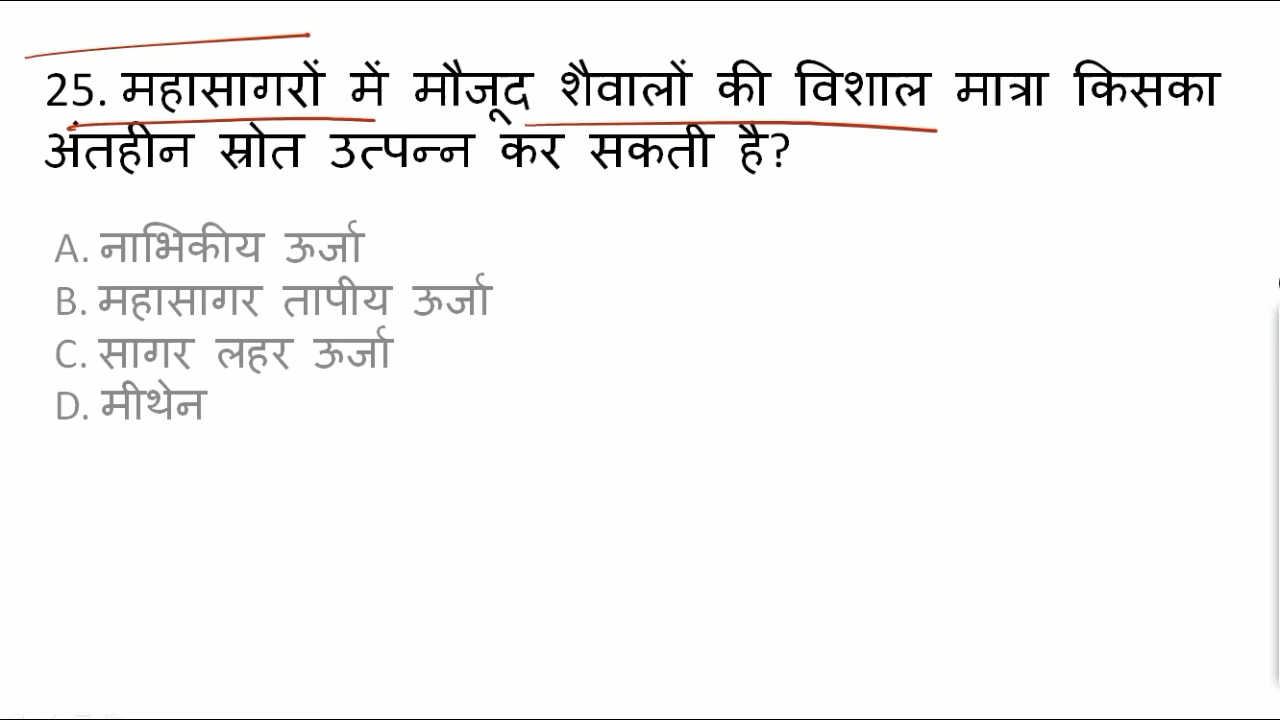 25. महासागरों में मौजूद शैवालों की विशाल मात्रा किसका
अंतहीन स्रोत उत्पन्न कर सकती है?
A. नाभिकीय ऊर्जा
B. महासागर तापीय ऊर्जा
C. सागर लहर ऊर्जा
D. मीथेन